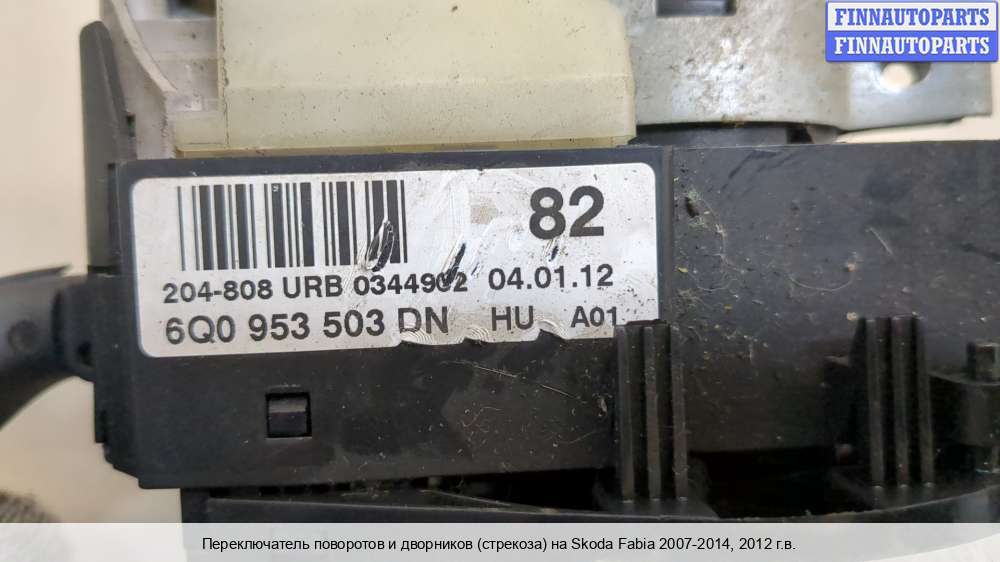 FINNAUTOPARTS
FINNAUTOPARTS
82
204-808 URB 0344902 04.01.12
6Q0 953 503 DN HU A01
Переключатель поворотов и дворников (стрекоза) на Skoda Fabia 2007-2014, 2012 г.в.